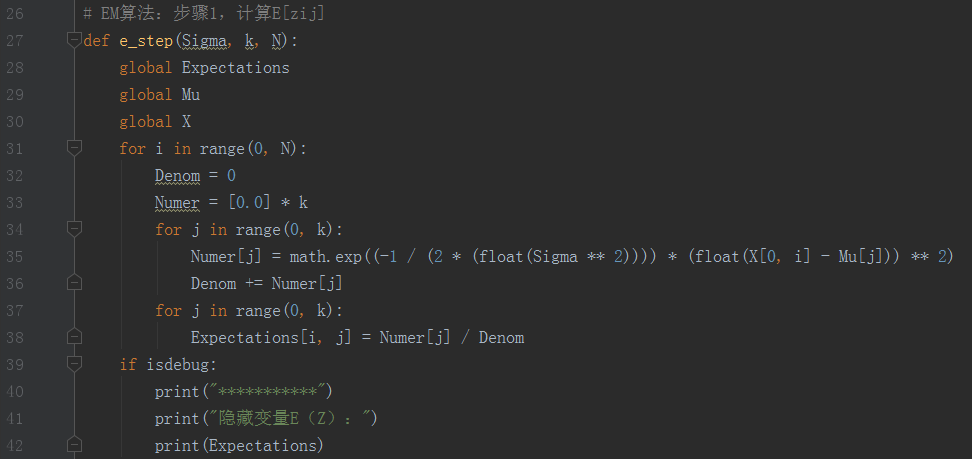 26 # EM算法：步骤1，计算E[zij]
27 def e_step(Sigma, k, N):
28     global Expectations
29     global Mu
30     global X
31     for i in range(0, N):
32         Denom = 0
33         Numer = [0.0] * k
34         for j in range(0, k):
35             Numer[j] = math.exp((-1 / (2 * (float(Sigma ** 2)))) * (float(X[0, i] - Mu[j])) ** 2)
36             Denom += Numer[j]
37         for j in range(0, k):
38             Expectations[i, j] = Numer[j] / Denom
39     if isdebug:
40         print("***********")
41         print("隐藏变量E（Z）：")
42         print(Expectations)